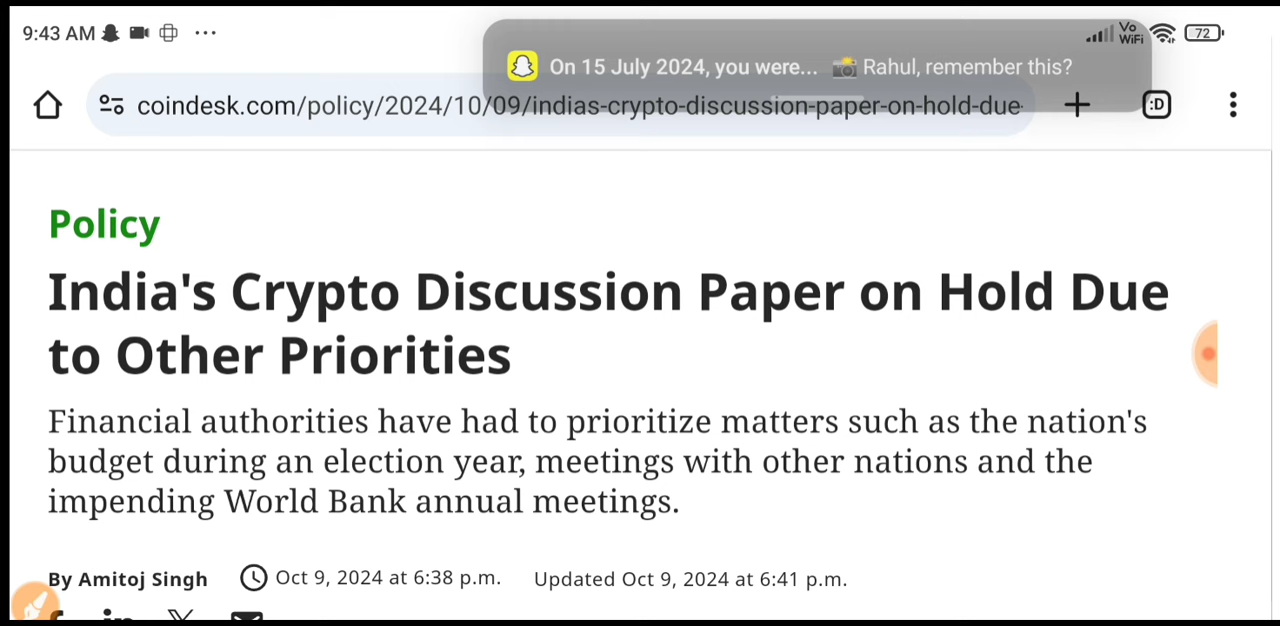 9:43 AM ...
Vo
WiFi
72
On 15 July 2024, you were... 📸 Rahul, remember this?
coindesk.com/policy/2024/10/09/indias-crypto-discussion-paper-on-hold-due
:D
Policy
India's Crypto Discussion Paper on Hold Due
to Other Priorities
Financial authorities have had to prioritize matters such as the nation's
budget during an election year, meetings with other nations and the
impending World Bank annual meetings.
By Amitoj Singh Oct 9, 2024 at 6:38 p.m. Updated Oct 9, 2024 at 6:41 p.m.